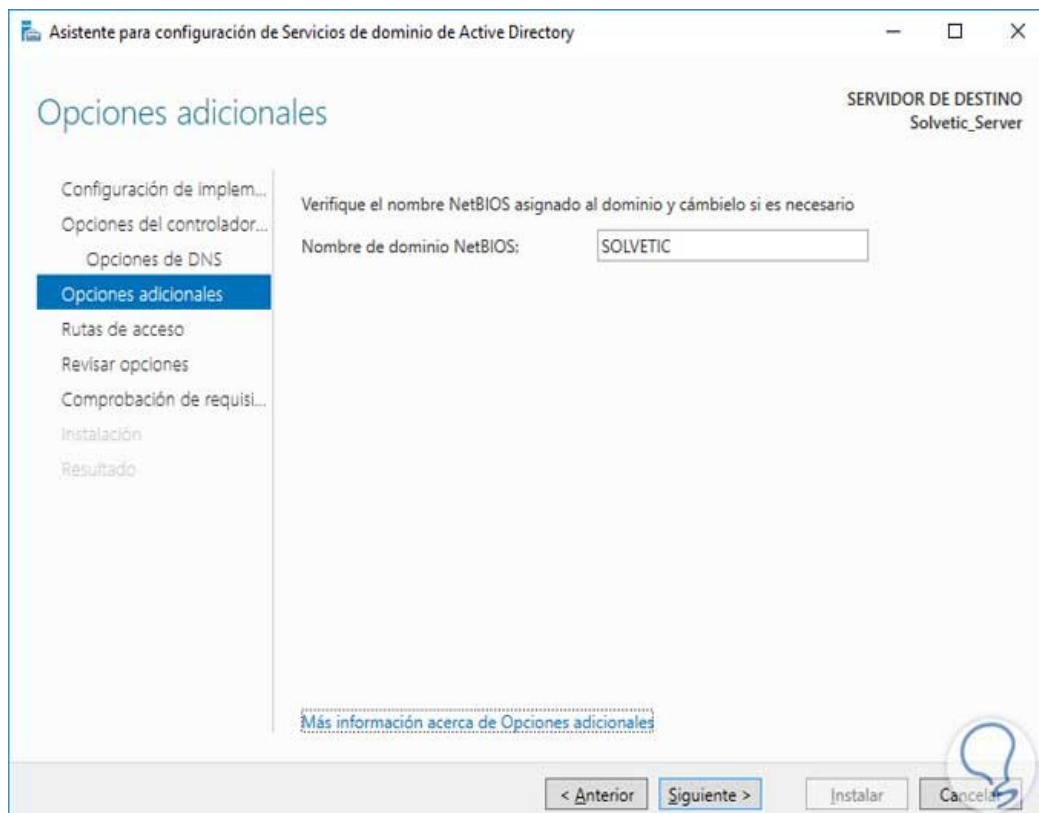 Asistente para configuración de Servicios de dominio de Active Directory
Opciones adicionales
SERVIDOR DE DESTINO
Solvetic_Server
Configuración de implem...
Opciones del controlador...
Opciones de DNS
Opciones adicionales
Rutas de acceso
Revisar opciones
Comprobación de requisi...
Instalación
Resultado
Verifique el nombre NetBIOS asignado al dominio y cámbielo si es necesario
Nombre de dominio NetBIOS: SOLVETIC
Más información acerca de Opciones adicionales
< Anterior Siguiente > Instalar Cancelar